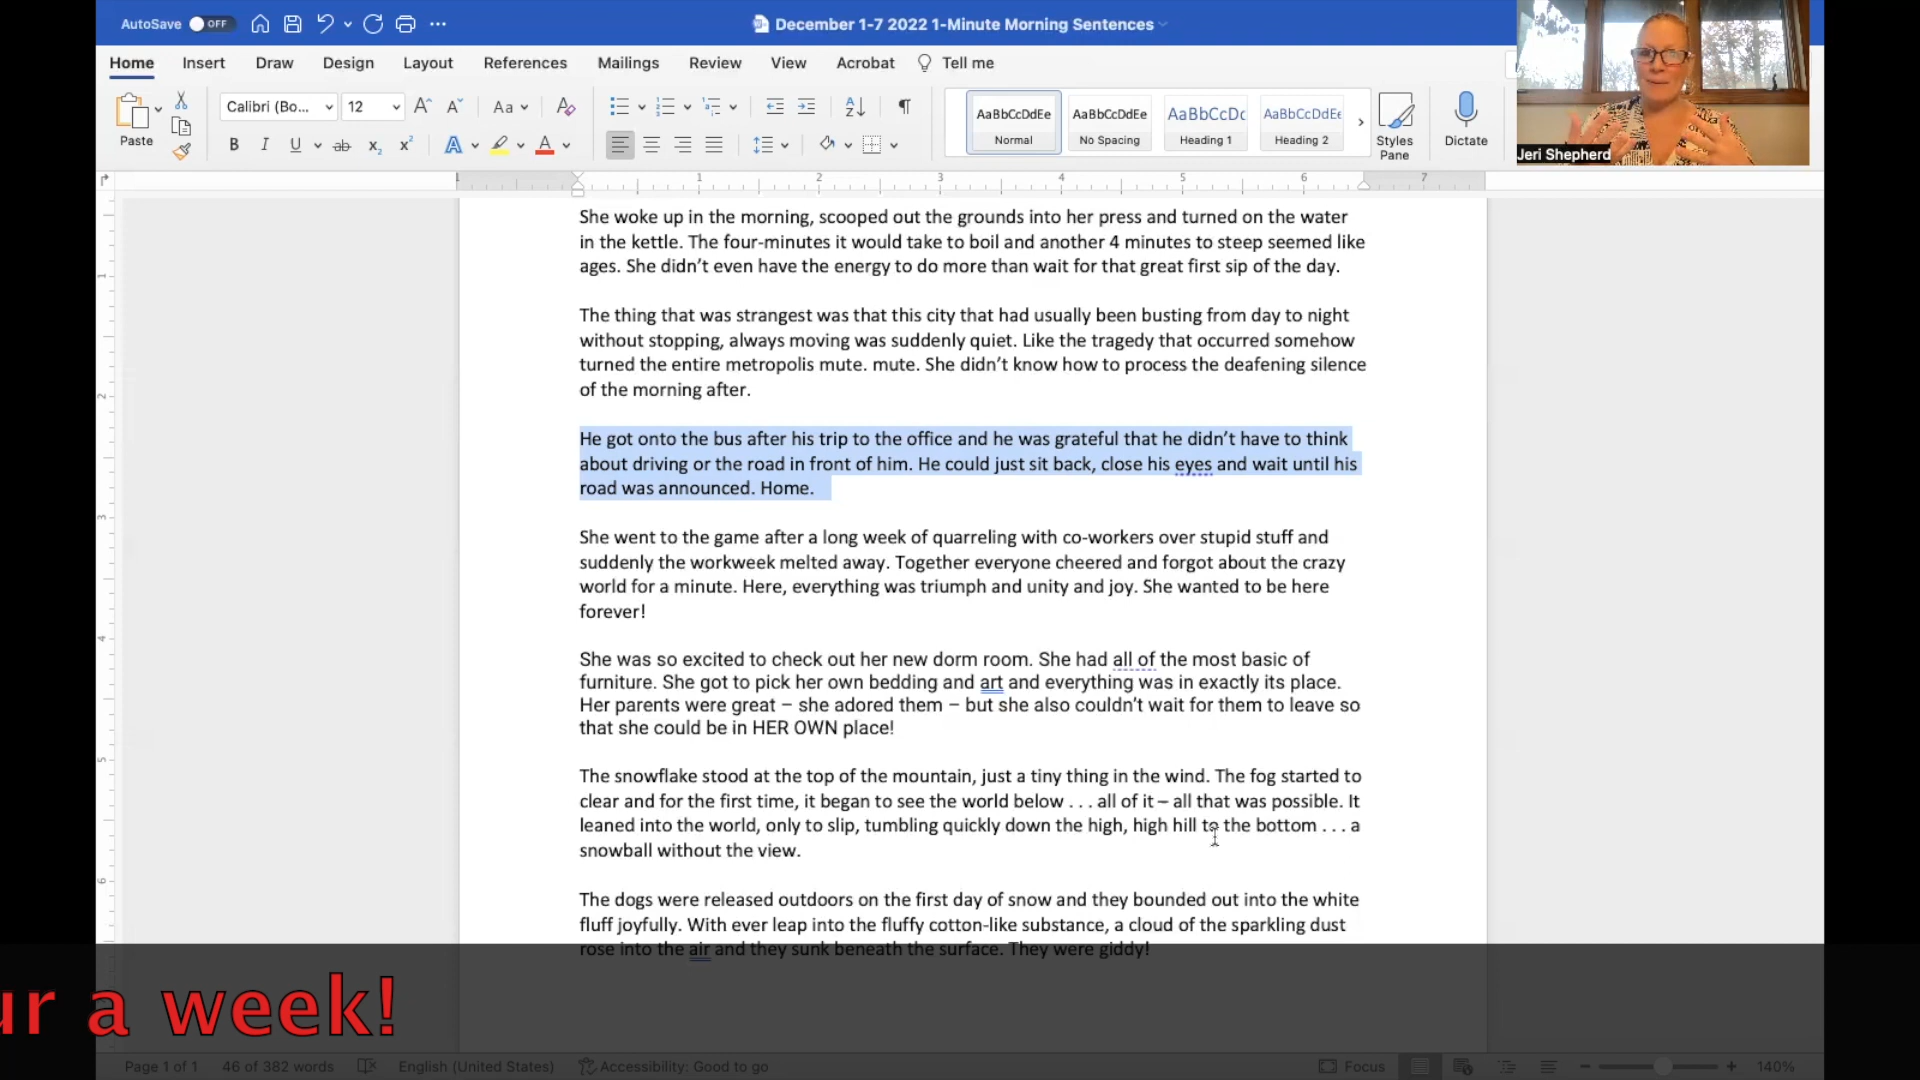 AutoSave OFF
December 1-7 2022 1-Minute Morning Sentences
Home Insert Draw Design Layout References Mailings Review View Acrobat Tell me
Paste
Calibri (Bo... 12
Aa
B I U ab x₂ x² A A
AaBbCcDdEe AaBbCcDdEe AaBbCcDc AaBbCcDdEe
Normal No Spacing Heading 1 Heading 2
Styles
Pane
Dictate
Jeri Shepherd
1 1 2 3 4 5 6 7
She woke up in the morning, scooped out the grounds into her press and turned on the water
in the kettle. The four-minutes it would take to boil and another 4 minutes to steep seemed like
ages. She didn’t even have the energy to do more than wait for that great first sip of the day.
The thing that was strangest was that this city that had usually been busting from day to night
without stopping, always moving was suddenly quiet. Like the tragedy that occurred somehow
turned the entire metropolis mute. mute. She didn’t know how to process the deafening silence
of the morning after.
He got onto the bus after his trip to the office and he was grateful that he didn’t have to think
about driving or the road in front of him. He could just sit back, close his eyes and wait until his
road was announced. Home.
She went to the game after a long week of quarreling with co-workers over stupid stuff and
suddenly the workweek melted away. Together everyone cheered and forgot about the crazy
world for a minute. Here, everything was triumph and unity and joy. She wanted to be here
forever!
She was so excited to check out her new dorm room. She had all of the most basic of
furniture. She got to pick her own bedding and art and everything was in exactly its place.
Her parents were great – she adored them – but she also couldn’t wait for them to leave so
that she could be in HER OWN place!
The snowflake stood at the top of the mountain, just a tiny thing in the wind. The fog started to
clear and for the first time, it began to see the world below . . . all of it – all that was possible. It
leaned into the world, only to slip, tumbling quickly down the high, high hill to the bottom . . . a
snowball without the view.
The dogs were released outdoors on the first day of snow and they bounded out into the white
fluff joyfully. With ever leap into the fluffy cotton-like substance, a cloud of the sparkling dust
rose into the air and they sunk beneath the surface. They were giddy!
ur a week!
Page 1 of 1 46 of 382 words English (United States) Accessibility: Good to go Focus 140%